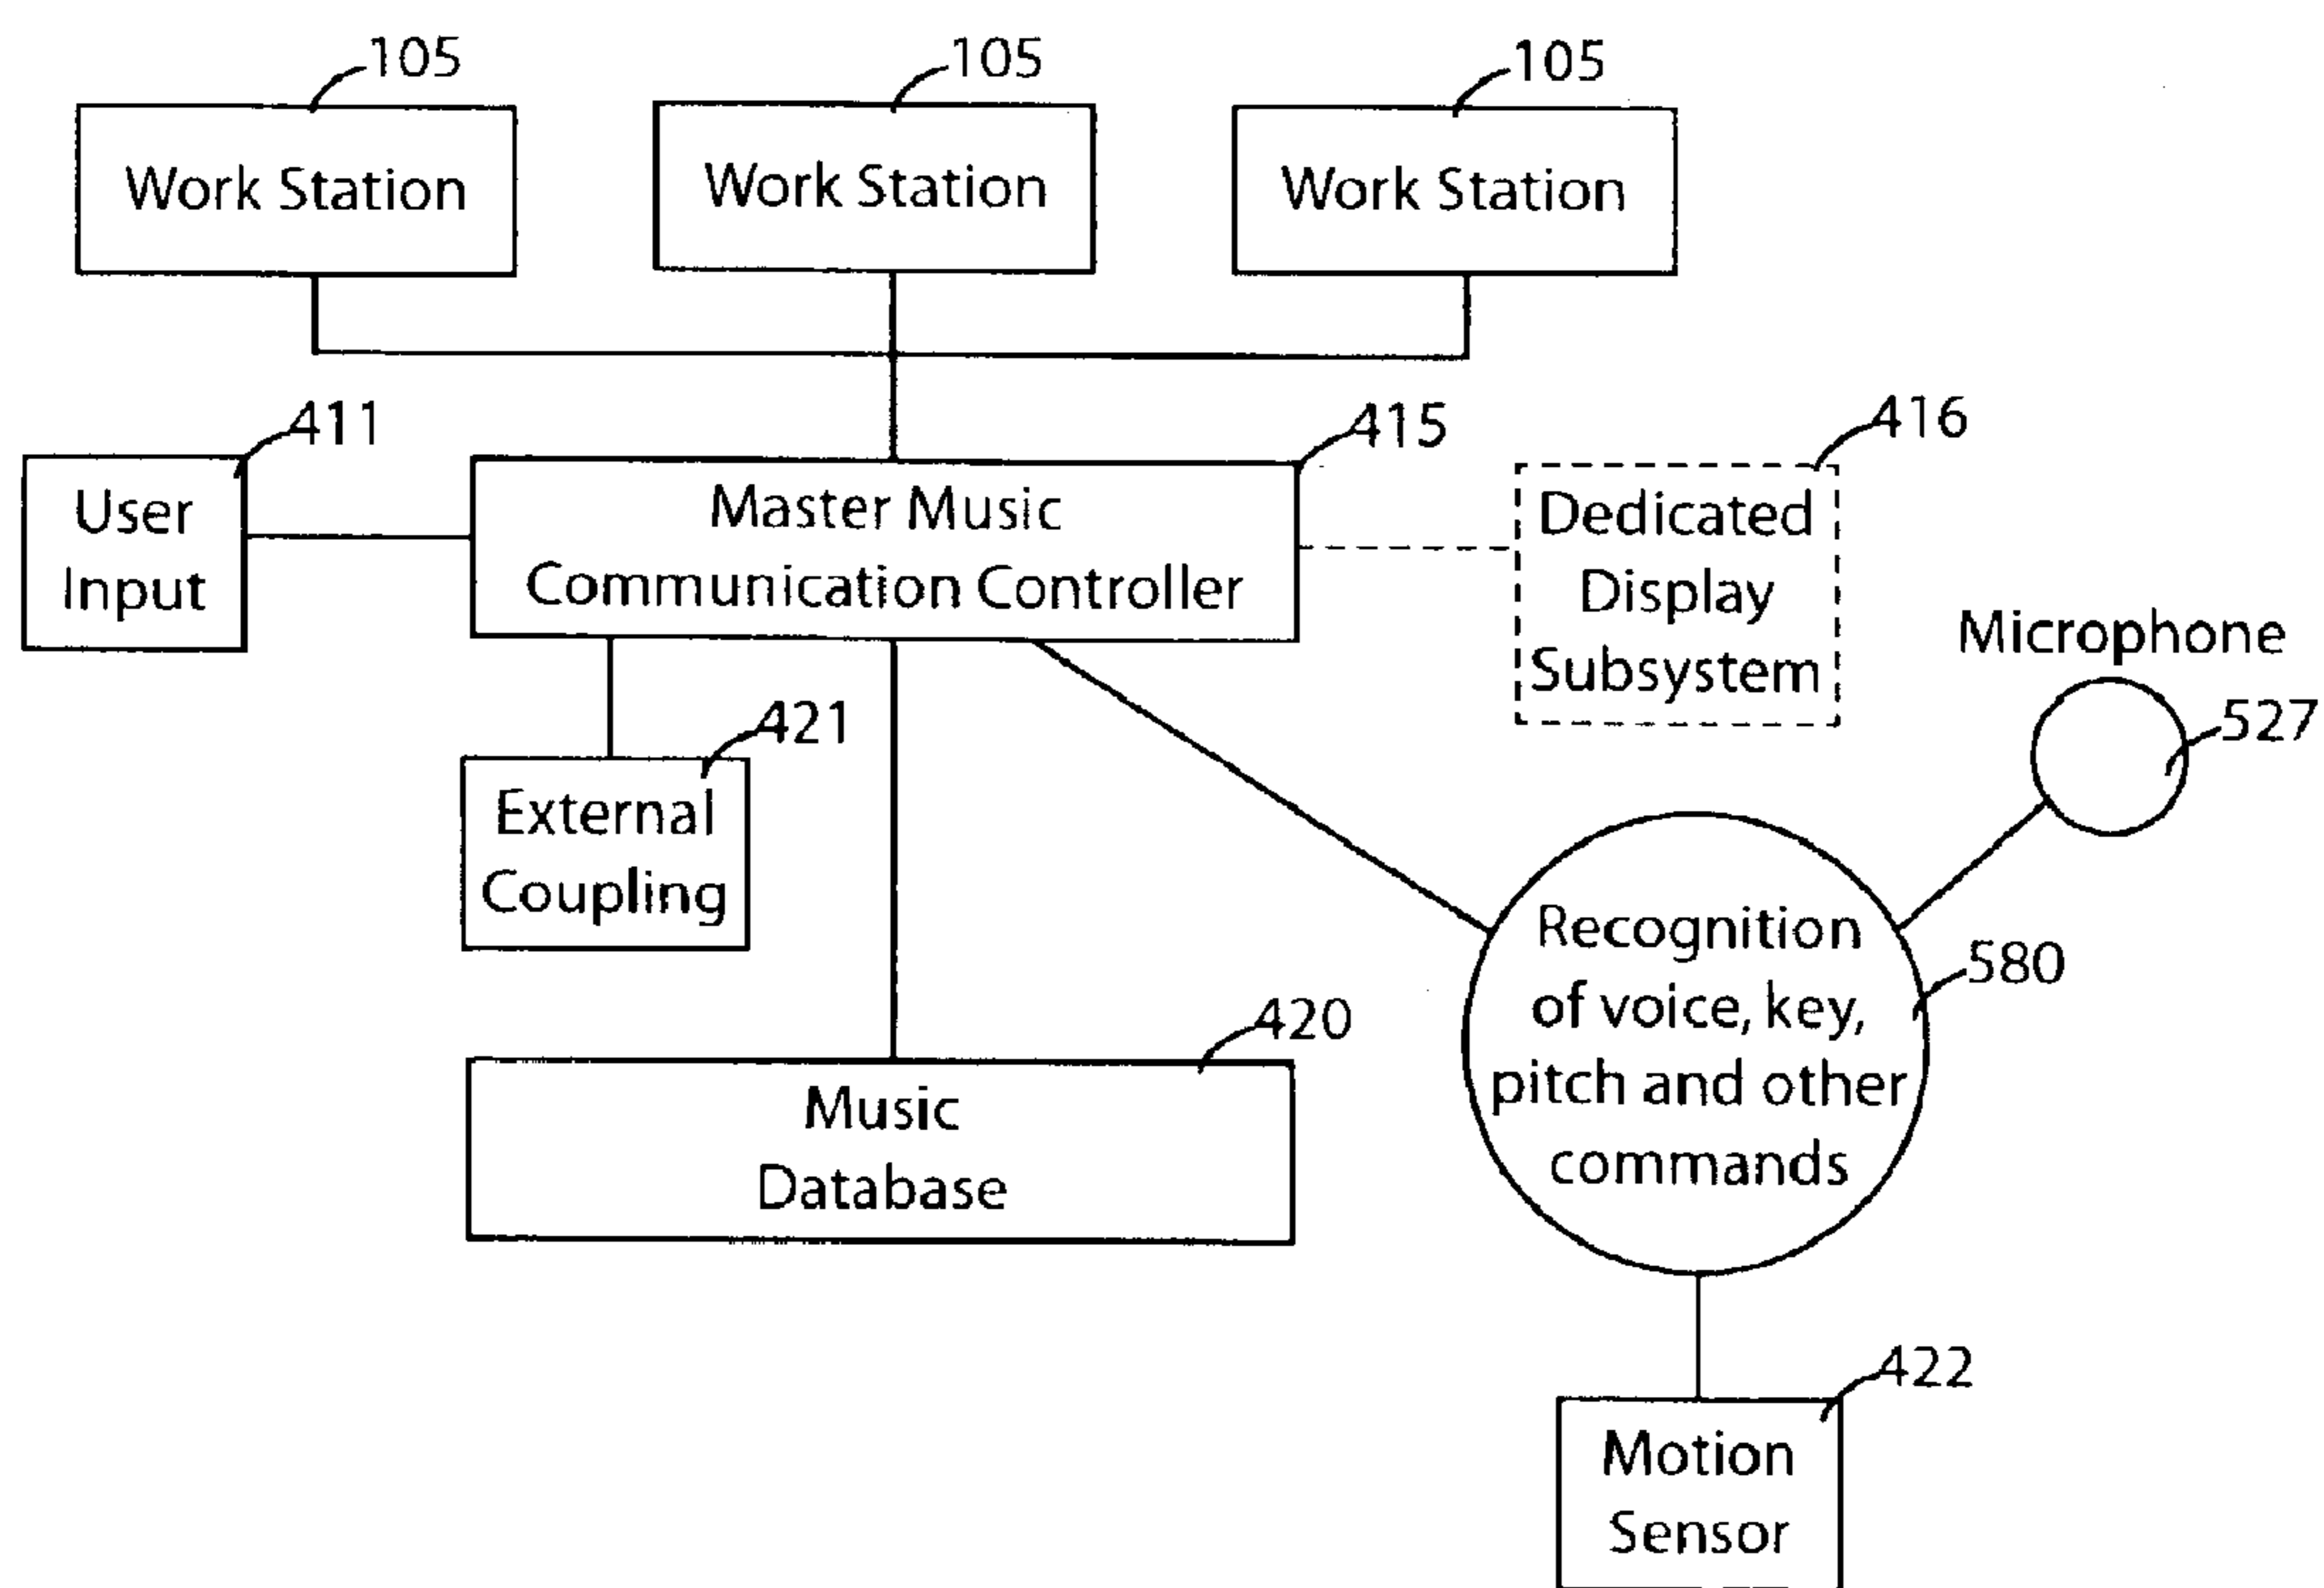 105
105
105
Work Station
Work Station
Work Station
411
415
416
User
Input
Master Music
Communication Controller
Dedicated
Display
Subsystem
Microphone
527
421
External
Coupling
Recognition
of voice, key,
pitch and other
commands
580
420
Music
Database
422
Motion
Sensor